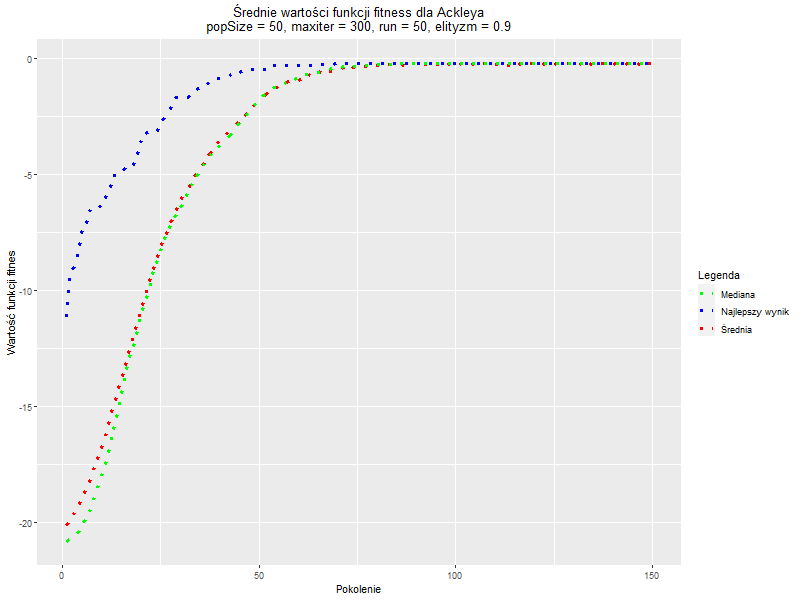 Średnie wartości funkcji fitness dla Ackleya
popSize = 50, maxiter = 300, run = 50, elityzm = 0.9
Wartość funkcji fitnes
0
-5
-10
-15
-20
0
50
100
150
Pokolenie
Legenda
Mediana
Najlepszy wynik
Średnia